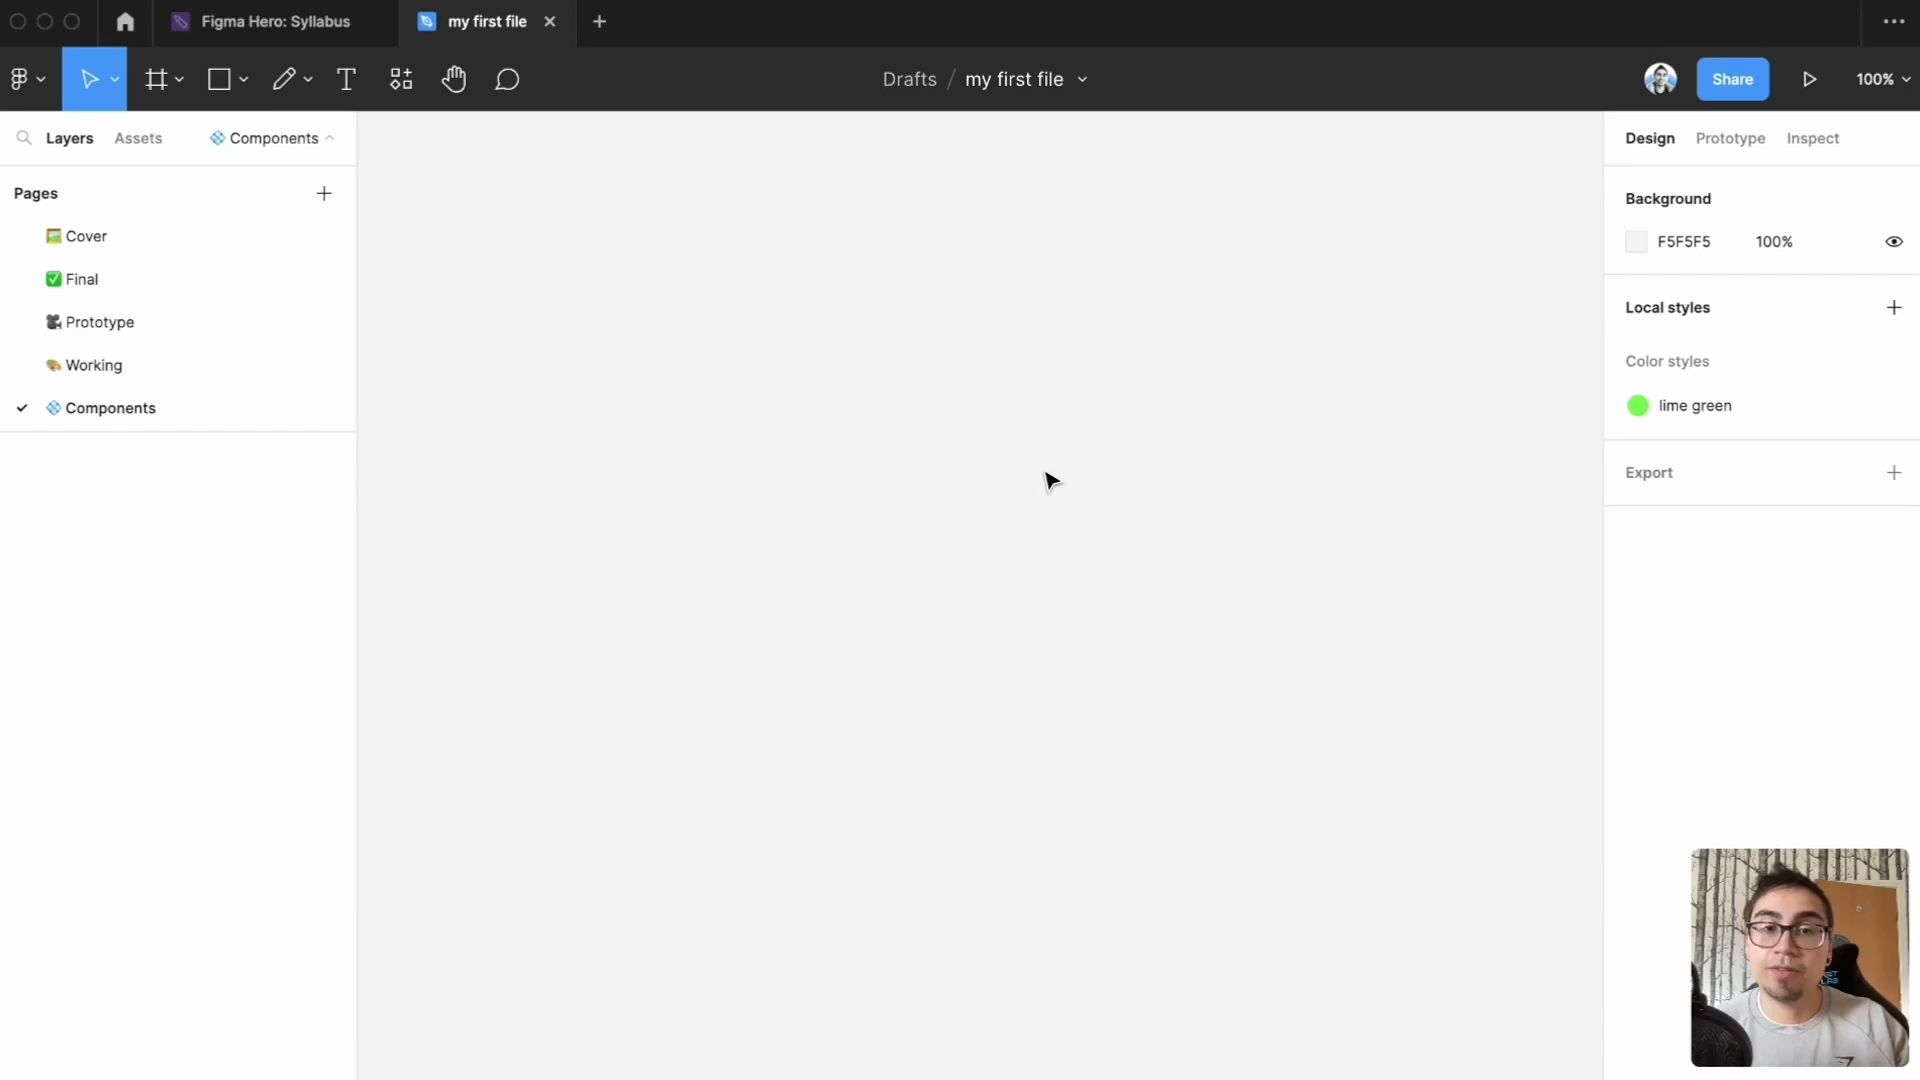 Figma Hero: Syllabus
my first file
Drafts / my first file
Share
100%
Layers
Assets
Components
Design
Prototype
Inspect
Pages
Cover
Final
Prototype
Working
Components
Background
F5F5F5
100%
Local styles
Color styles
lime green
Export